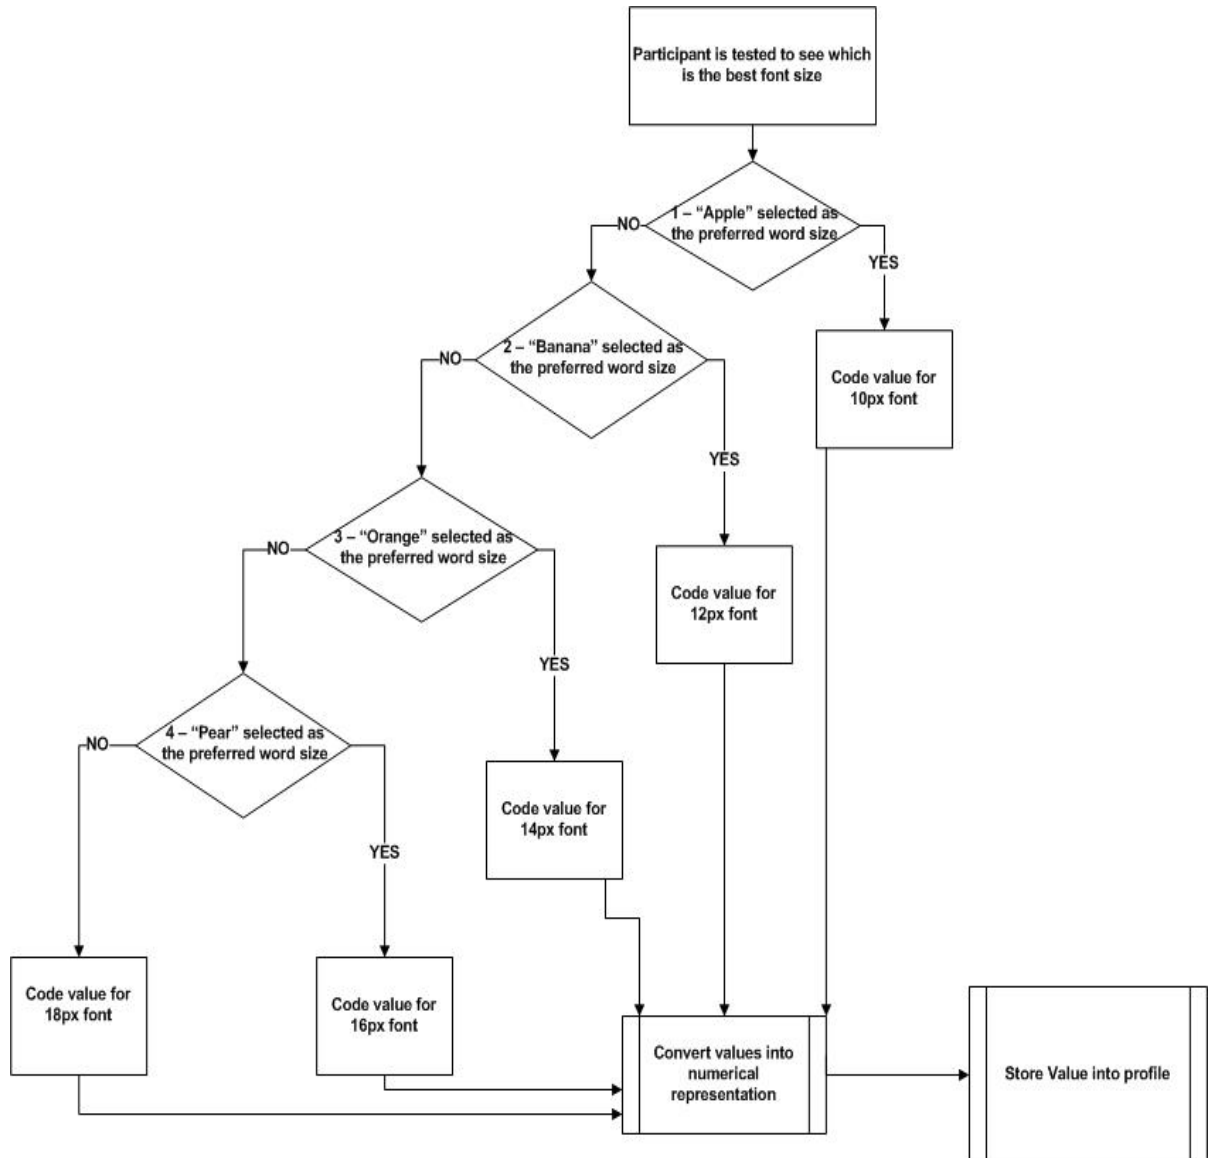 Participant is tested to see which
is the best font size
1 – “Apple” selected as
the preferred word size
NO
YES
2 – “Banana” selected as
the preferred word size
NO
YES
Code value for
10px font
3 – “Orange” selected as
the preferred word size
NO
YES
Code value for
12px font
4 – “Pear” selected as
the preferred word size
NO
YES
Code value for
14px font
Code value for
18px font
Code value for
16px font
Convert values into
numerical
representation
Store Value into profile